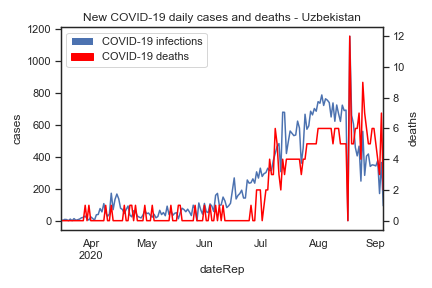 New COVID-19 daily cases and deaths - Uzbekistan
COVID-19 infections
COVID-19 deaths
1200
1000
800
600
400
200
0
cases
12
10
8
6
4
2
0
deaths
Apr
2020
May
Jun
Jul
Aug
Sep
dateRep